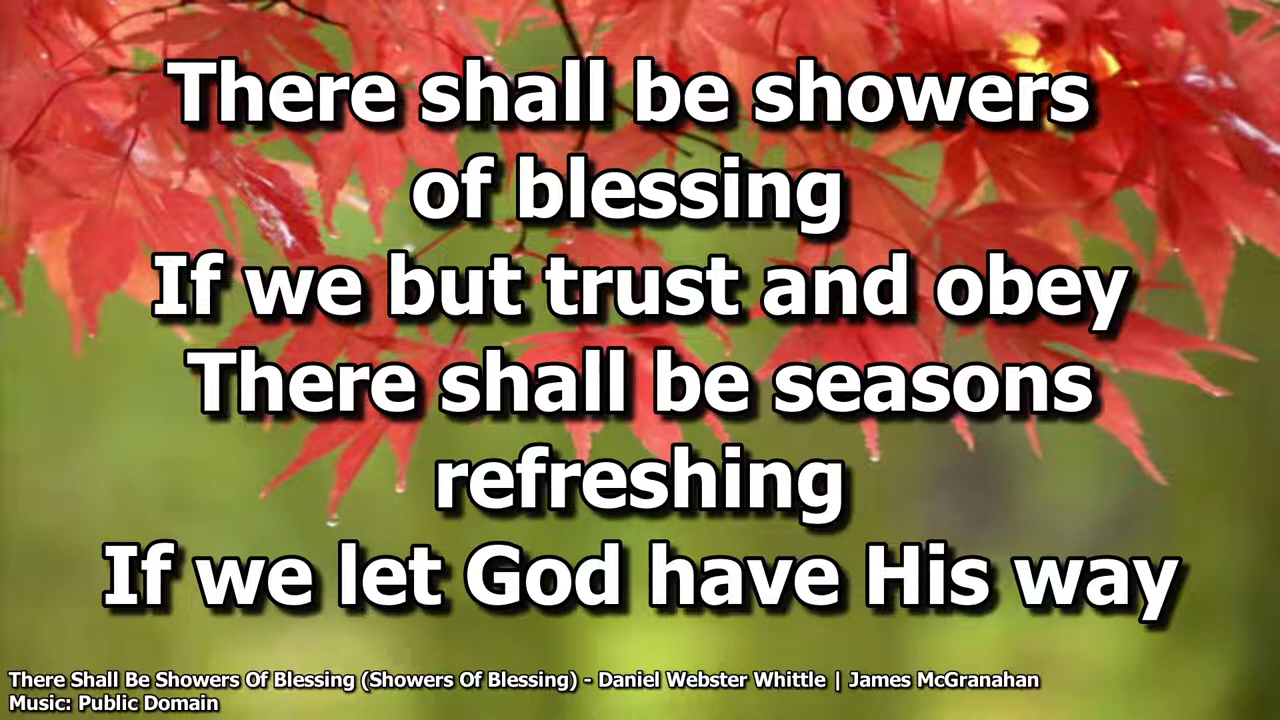 There shall be showers
of blessing
If we but trust and obey
There shall be seasons
refreshing
If we let God have His way
There Shall Be Showers Of Blessing (Showers Of Blessing) - Daniel Webster Whittle | James McGranahan
Music: Public Domain